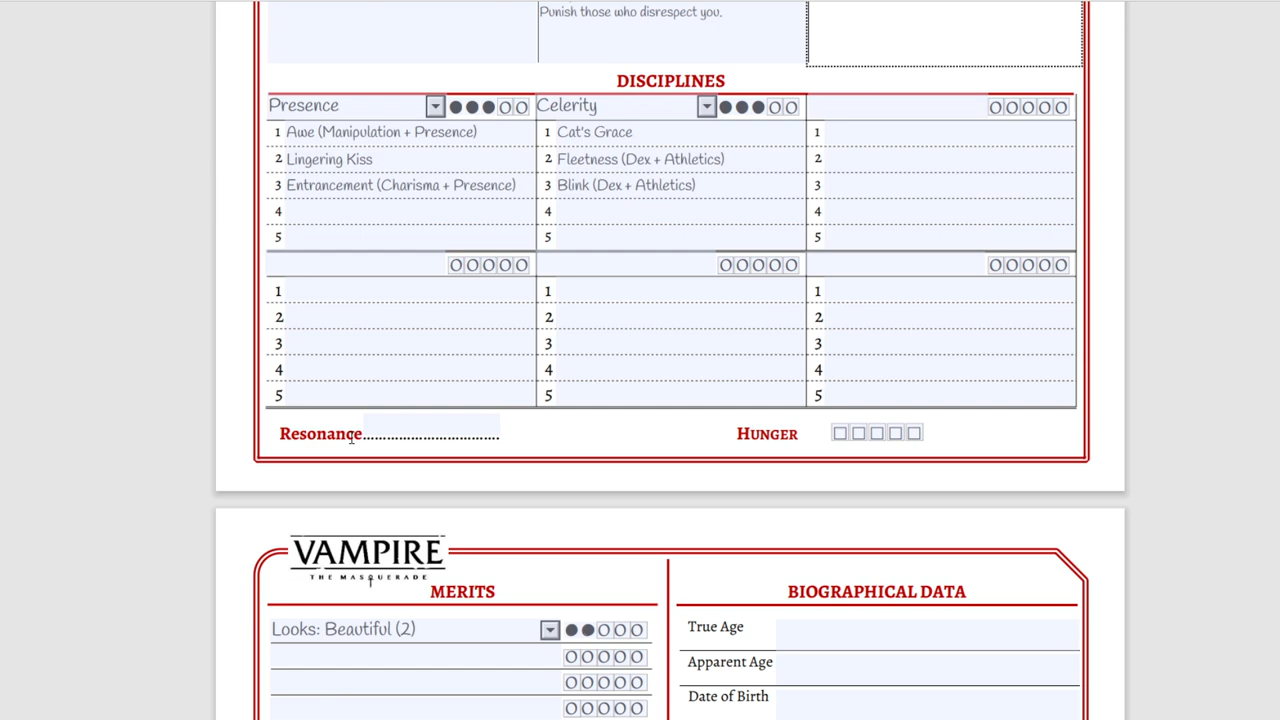 Punish those who disrespect you.
DISCIPLINES
Presence Celerity
1 Awe (Manipulation + Presence) 1 Cat's Grace 1
2 Lingering Kiss 2 Fleetness (Dex + Athletics) 2
3 Entrancement (Charisma + Presence) 3 Blink (Dex + Athletics) 3
4 4 4
5 5 5
1 1 1
2 2 2
3 3 3
4 4 4
5 5 5
Resonance.................................. HUNGER
VAMPIRE
THE MASQUERADE
MERITS BIOGRAPHICAL DATA
Looks: Beautiful (2) True Age
Apparent Age
Date of Birth